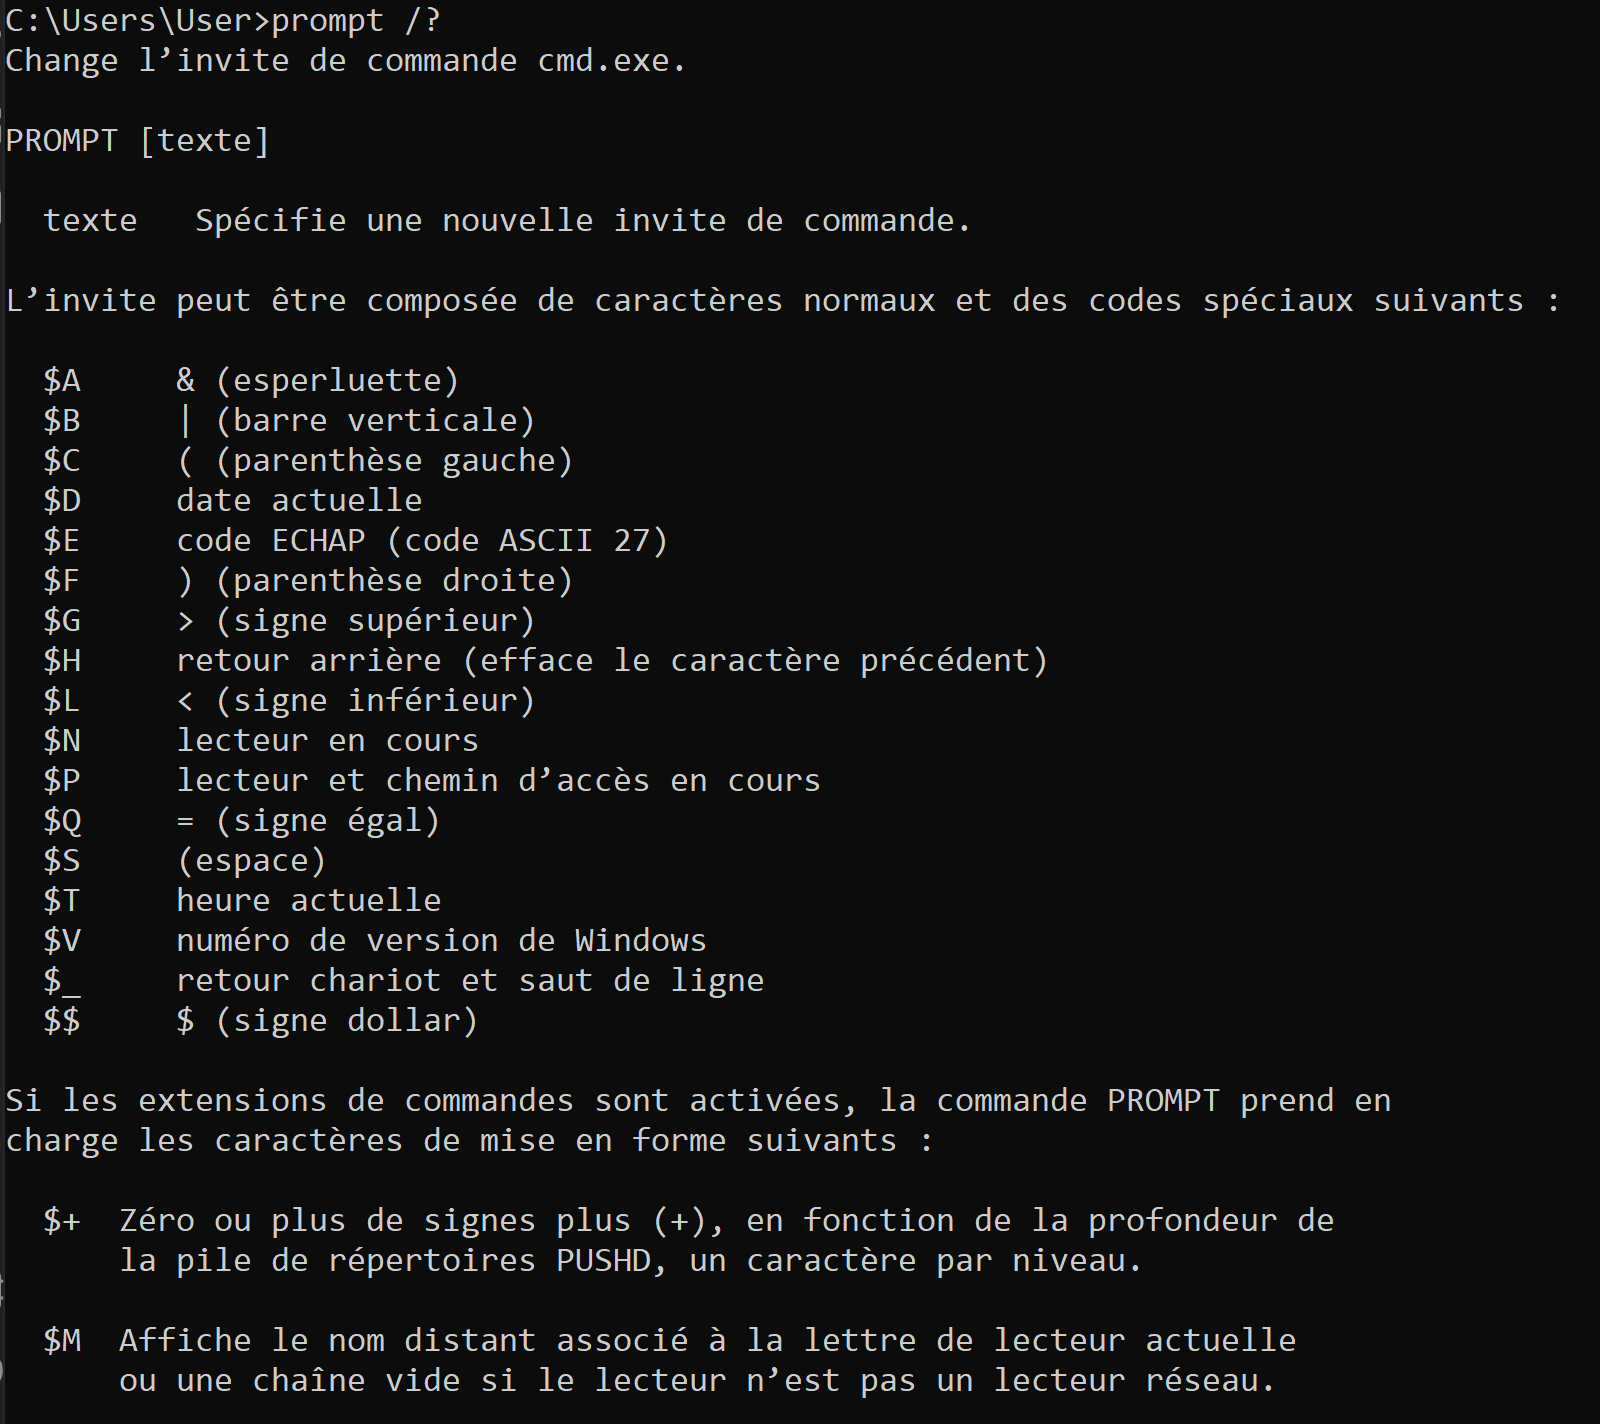 C:\Users\User>prompt /?
Change l’invite de commande cmd.exe.

PROMPT [texte]

  texte   Spécifie une nouvelle invite de commande.

L’invite peut être composée de caractères normaux et des codes spéciaux suivants :

  $A     & (esperluette)
  $B     | (barre verticale)
  $C     ( (parenthèse gauche)
  $D     date actuelle
  $E     code ECHAP (code ASCII 27)
  $F     ) (parenthèse droite)
  $G     > (signe supérieur)
  $H     retour arrière (efface le caractère précédent)
  $L     < (signe inférieur)
  $N     lecteur en cours
  $P     lecteur et chemin d’accès en cours
  $Q     = (signe égal)
  $S     (espace)
  $T     heure actuelle
  $V     numéro de version de Windows
  $_     retour chariot et saut de ligne
  $$     $ (signe dollar)

Si les extensions de commandes sont activées, la commande PROMPT prend en
charge les caractères de mise en forme suivants :

  $+  Zéro ou plus de signes plus (+), en fonction de la profondeur de
      la pile de répertoires PUSHD, un caractère par niveau.

  $M  Affiche le nom distant associé à la lettre de lecteur actuelle
      ou une chaîne vide si le lecteur n’est pas un lecteur réseau.